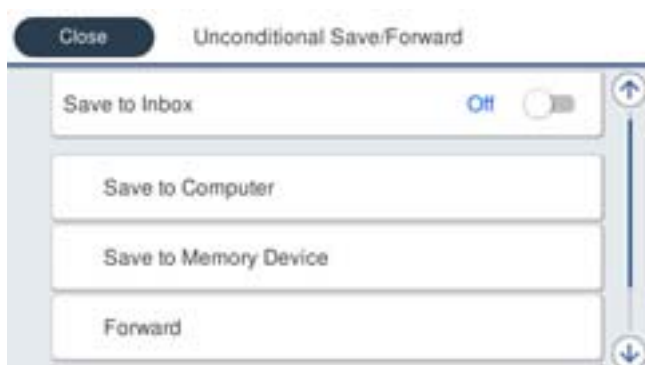 Close
Unconditional Save/Forward
Save to Inbox
Off
Save to Computer
Save to Memory Device
Forward